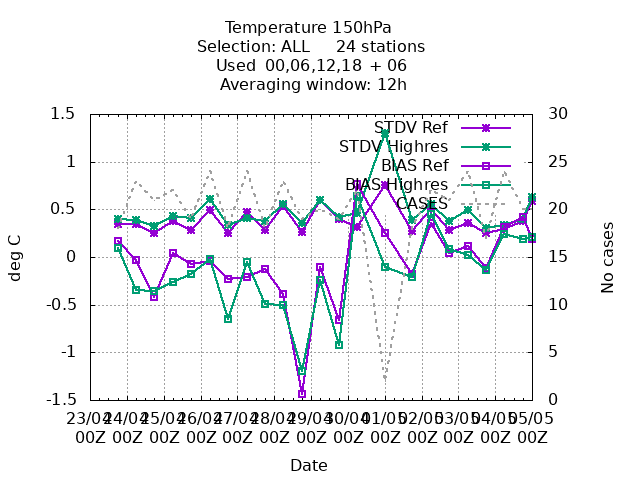 Temperature 150hPa
Selection: ALL     24 stations
Used  00,06,12,18  + 06
Averaging window: 12h
1.5
1
0.5
0
-0.5
-1
-1.5
deg C
30
25
20
15
10
5
0
No cases
STDV Ref
STDV Highres
BIAS Ref
BIAS Highres
CASES
23/04 24/04 25/04 26/04 27/04 28/04 29/04 30/04 01/05 02/05 03/05 04/05 05/05
00Z 00Z 00Z 00Z 00Z 00Z 00Z 00Z 00Z 00Z 00Z 00Z 00Z
Date